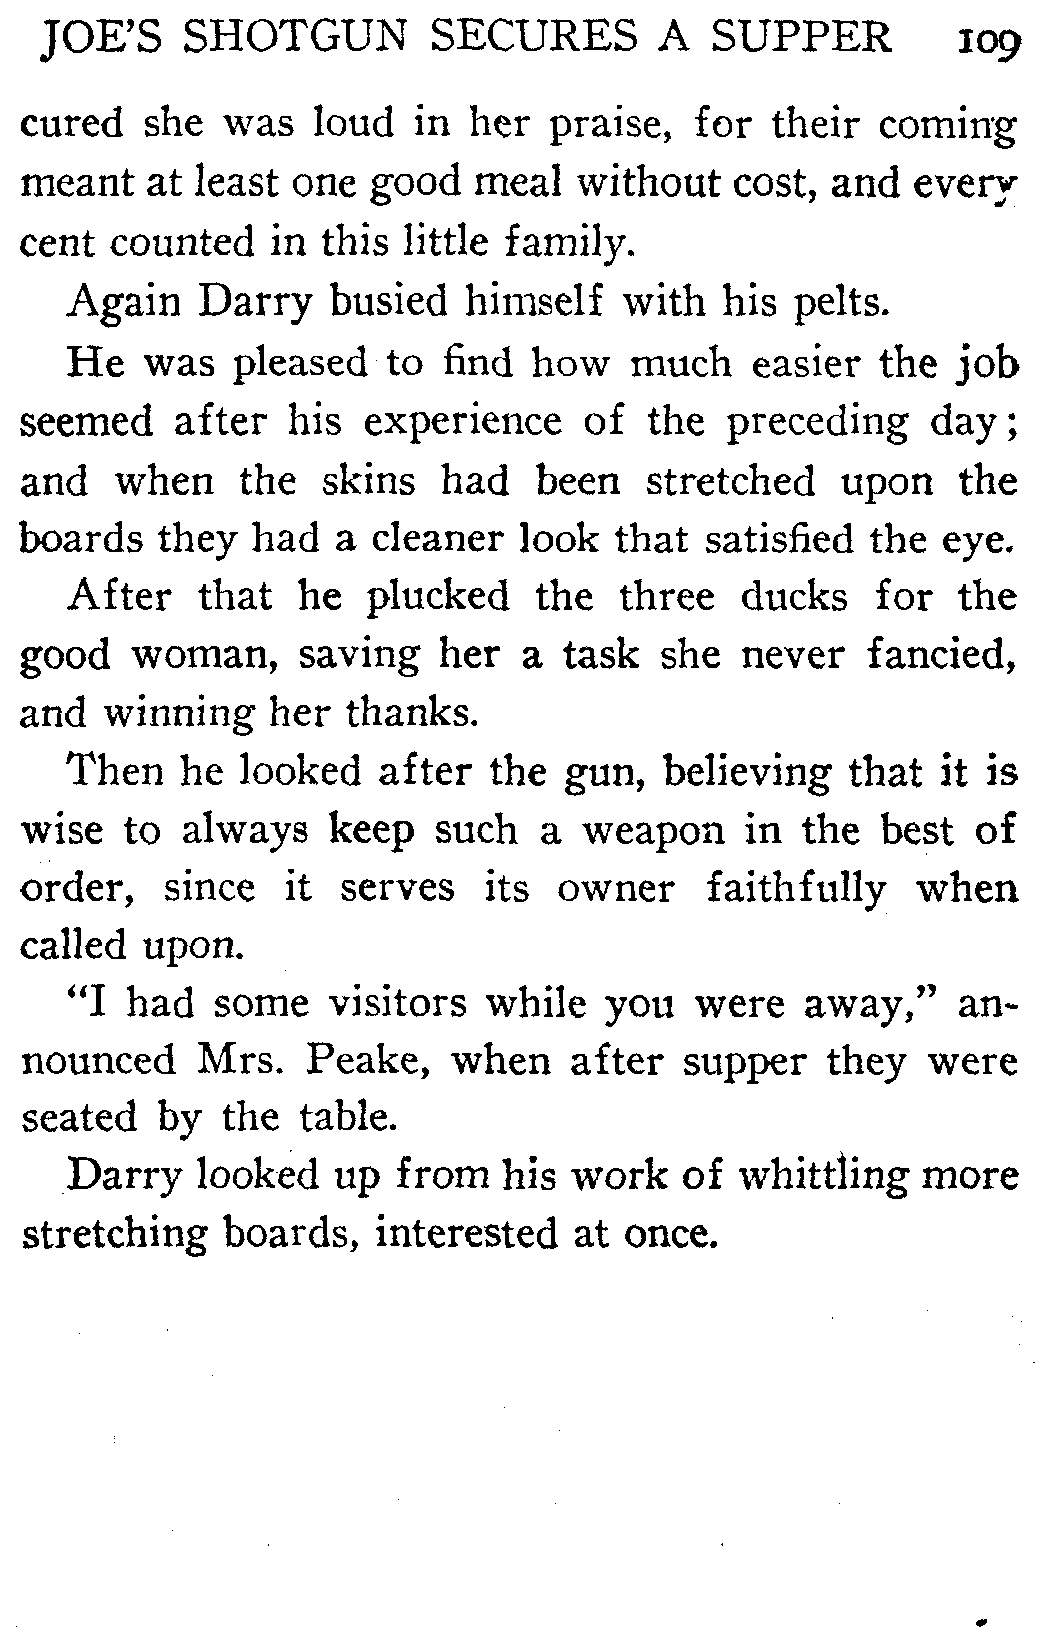 JOE'S SHOTGUN SECURES A SUPPER 109
cured she was loud in her praise, for their coming
meant at least one good meal without cost, and every
cent counted in this little family.
Again Darry busied himself with his pelts.
He was pleased to find how much easier the job
seemed after his experience of the preceding day;
and when the skins had been stretched upon the
boards they had a cleaner look that satisfied the eye.
After that he plucked the three ducks for the
good woman, saving her a task she never fancied,
and winning her thanks.
Then he looked after the gun, believing that it is
wise to always keep such a weapon in the best of
order, since it serves its owner faithfully when
called upon.
"I had some visitors while you were away," an-
nounced Mrs. Peake, when after supper they were
seated by the table.
Darry looked up from his work of whittling more
stretching boards, interested at once.